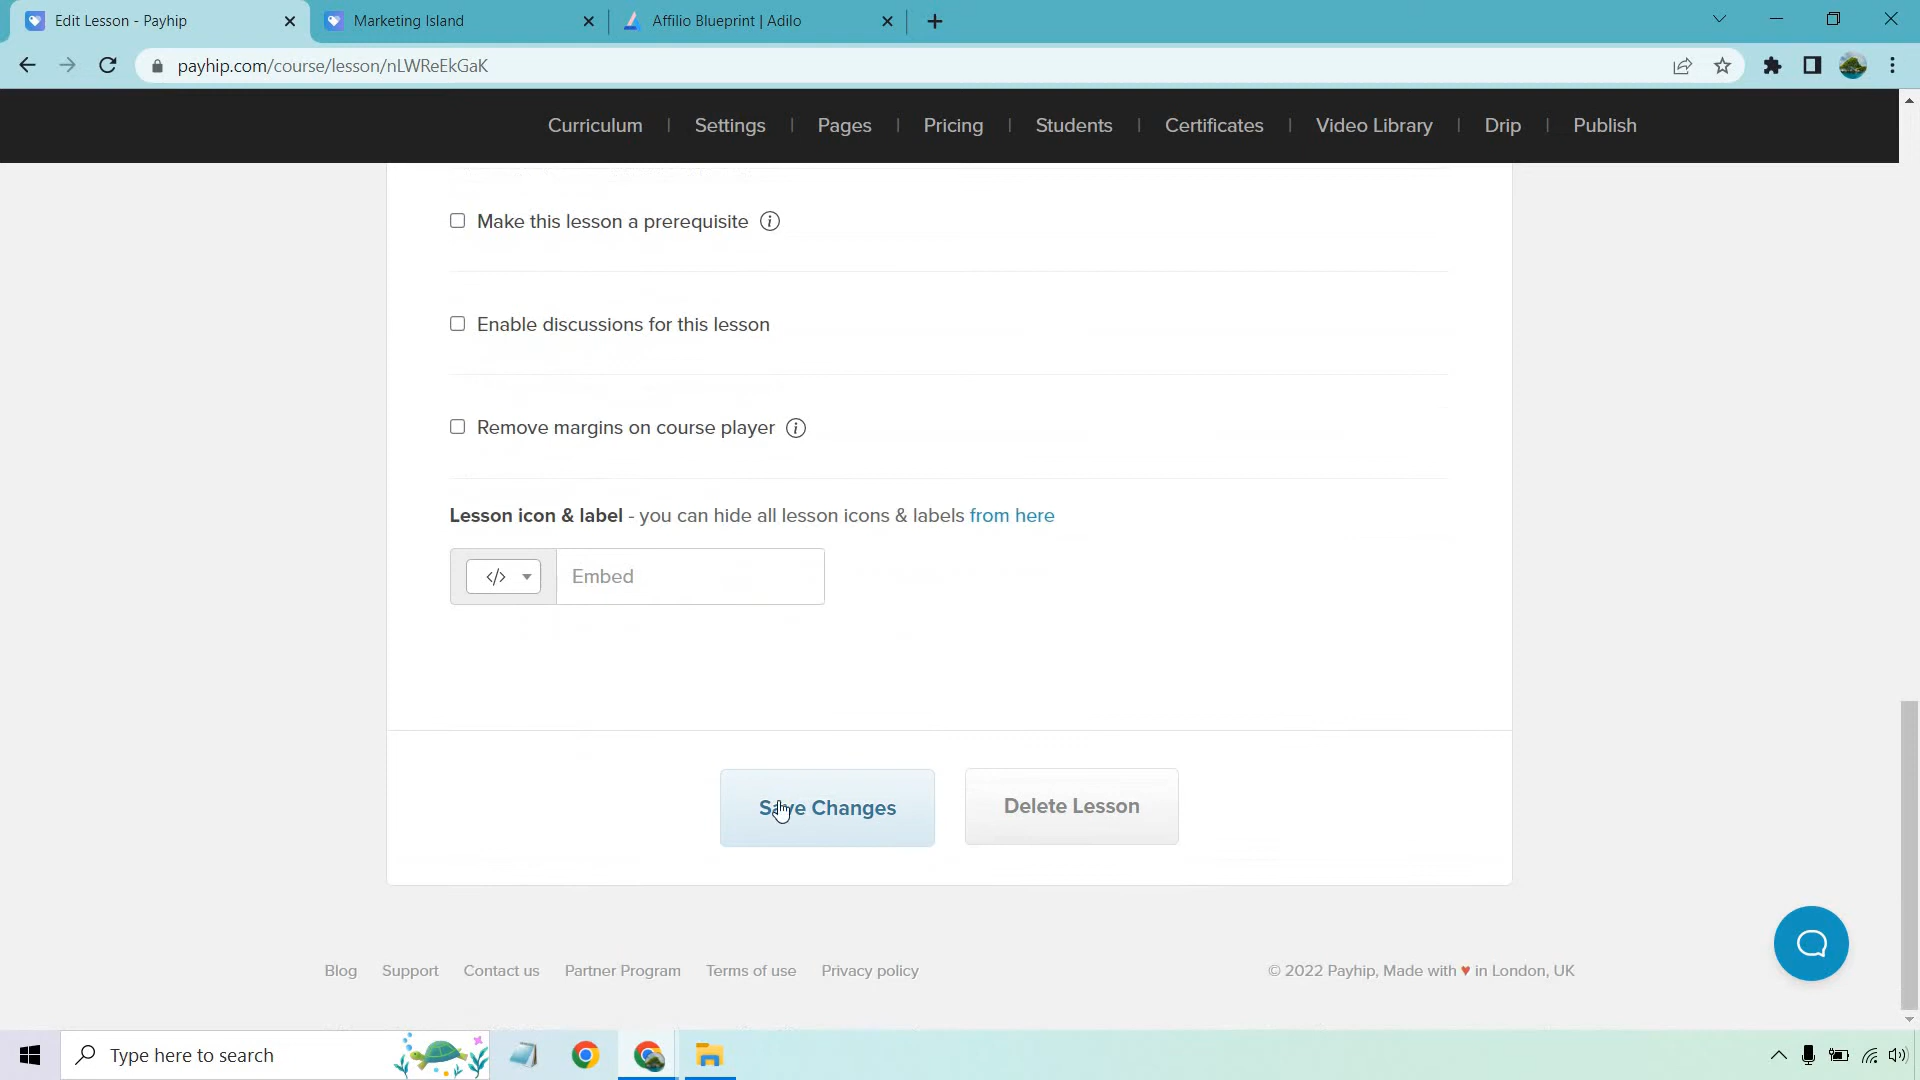 Edit Lesson - Payhip
Marketing Island
Affilio Blueprint | Adilo
payhip.com/course/lesson/nLWReEkGaK
Curriculum | Settings | Pages | Pricing | Students | Certificates | Video Library | Drip | Publish
Make this lesson a prerequisite
Enable discussions for this lesson
Remove margins on course player
Lesson icon & label - you can hide all lesson icons & labels from here
</> Embed
Save Changes
Delete Lesson
Blog Support Contact us Partner Program Terms of use Privacy policy
© 2022 Payhip, Made with ♥ in London, UK
Type here to search